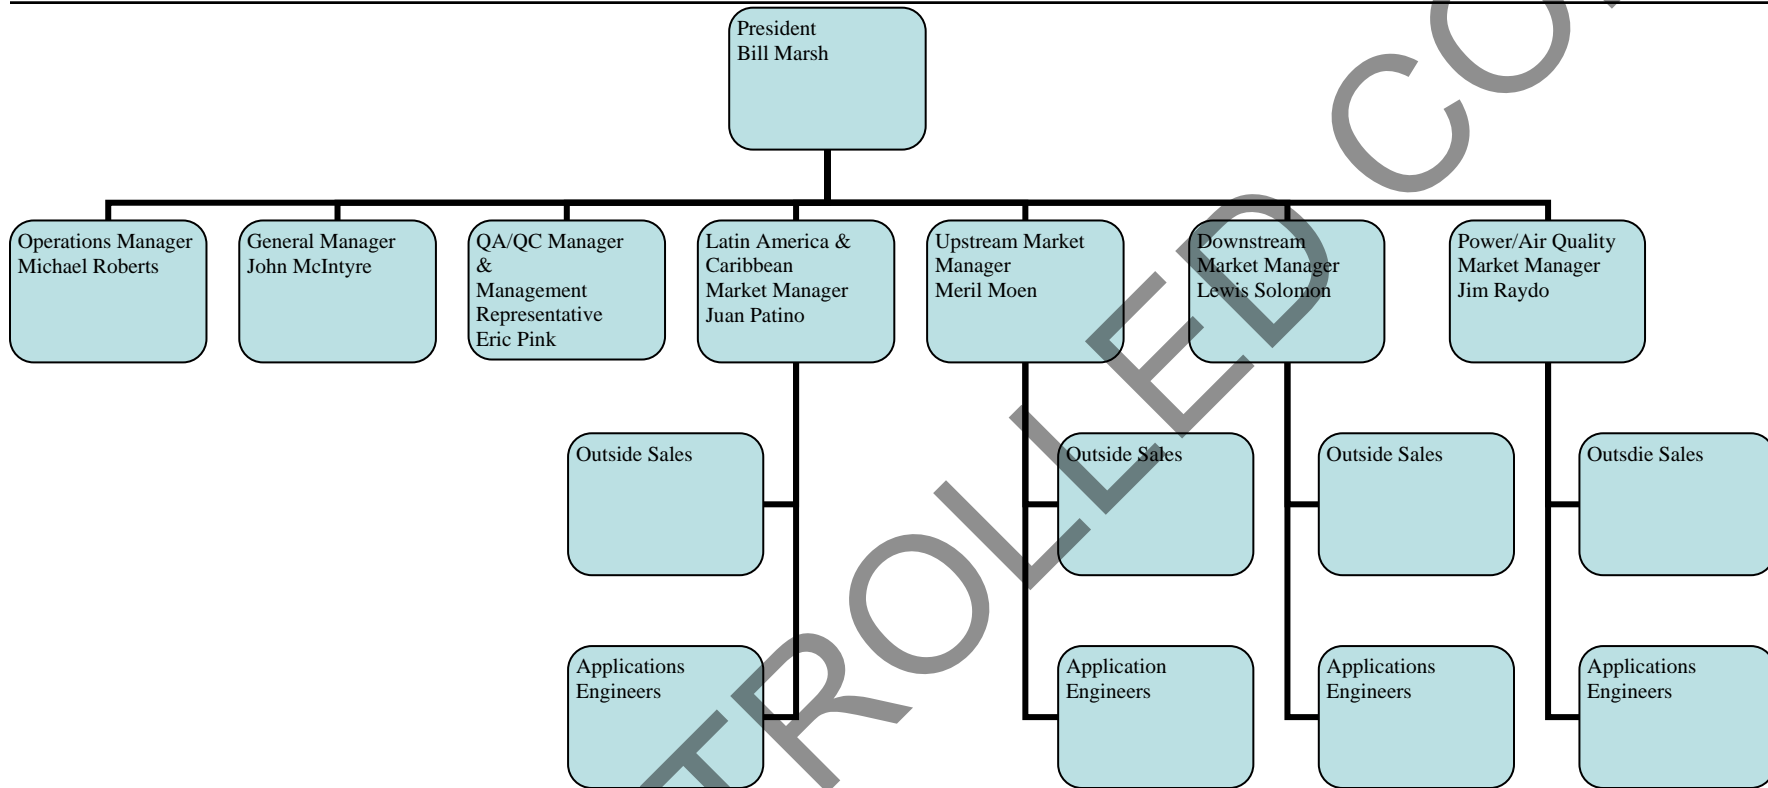 President
Bill Marsh
Operations Manager
Michael Roberts
General Manager
John McIntyre
QA/QC Manager
&
Management
Representative
Eric Pink
Latin America &
Caribbean
Market Manager
Juan Patino
Upstream Market
Manager
Meril Moen
Downstream
Market Manager
Lewis Solomon
Power/Air Quality
Market Manager
Jim Raydo
Outside Sales
Outside Sales
Outside Sales
Outsdie Sales
Applications
Engineers
Application
Engineers
Applications
Engineers
Applications
Engineers
TROLLED CO